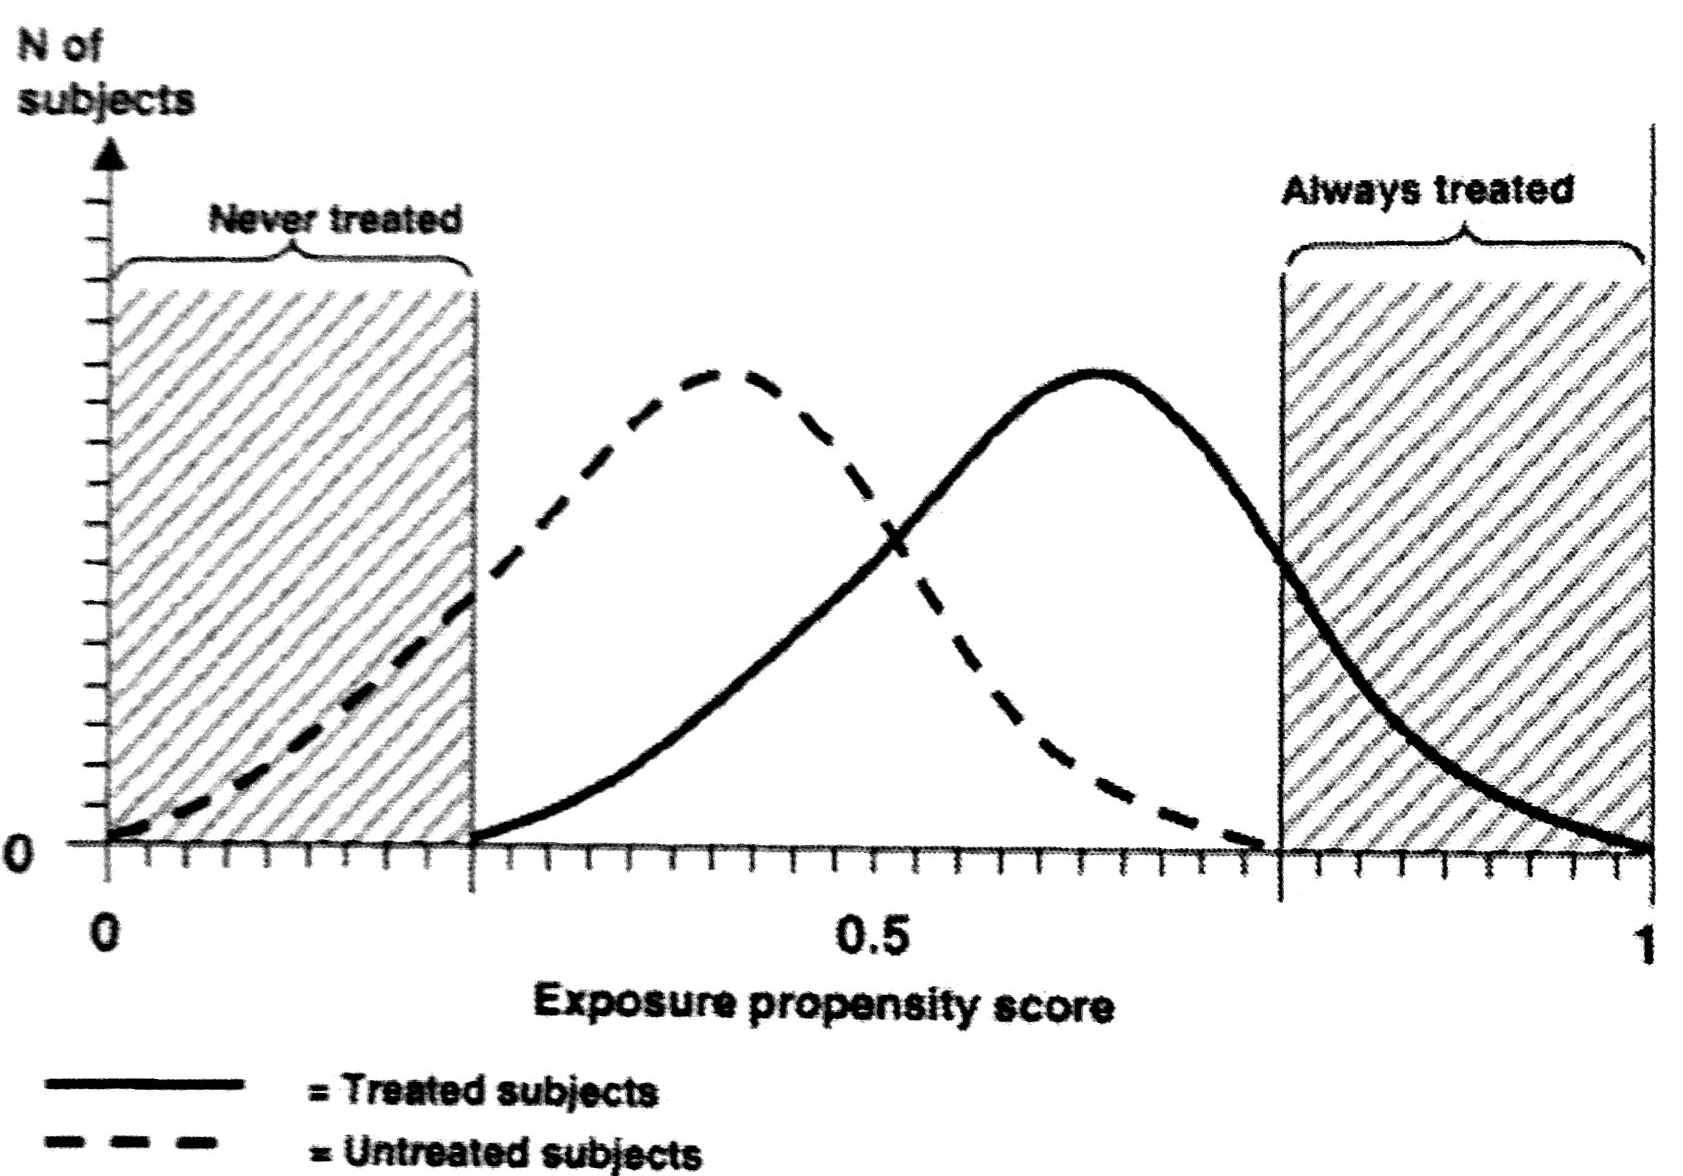 N of
subjects
Never treated
Always treated
0
0
0.5
1
Exposure propensity score
= Treated subjects
= Untreated subjects